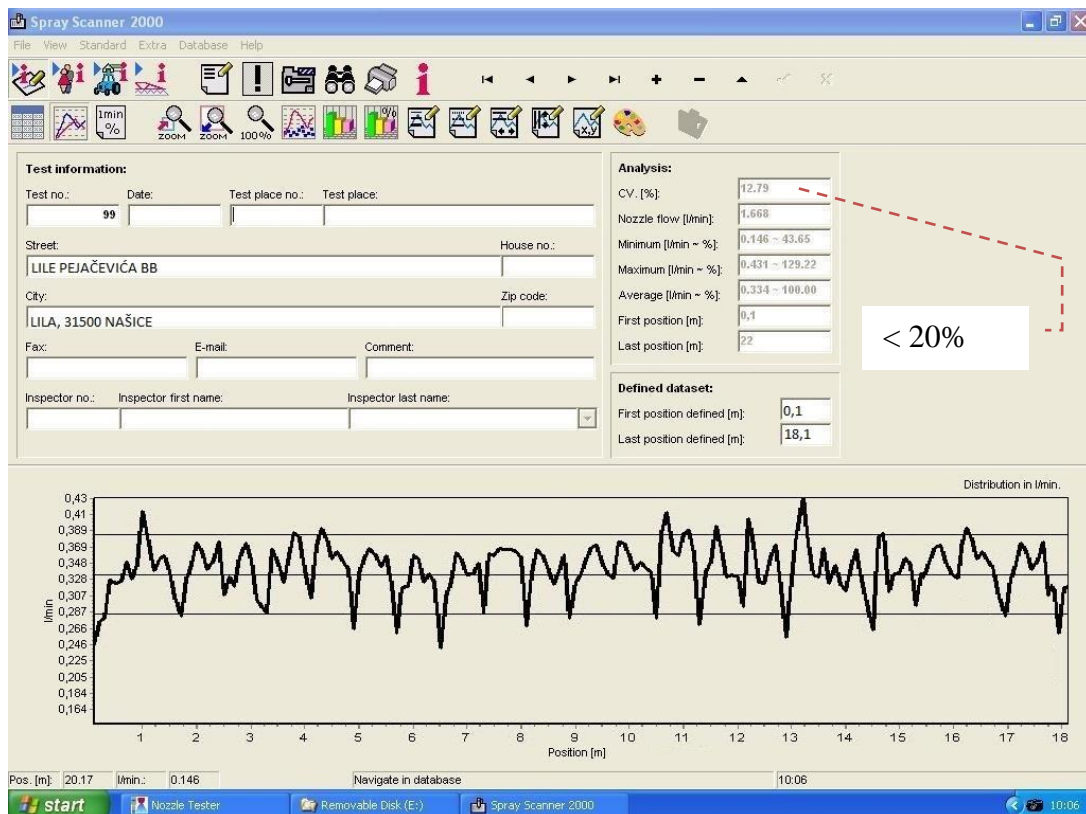 Spray Scanner 2000
File View Standard Extra Database Help
1min
%
ZOOM ZOOM 100%
%
x,y
Test information:
Test no.: Date: Test place no.: Test place:
99
Street: House no.:
LILE PEJAČEVIĆA BB
City: Zip code:
LILA, 31500 NAŠICE
Fax: E-mail: Comment:
Inspector no.: Inspector first name: Inspector last name:
Analysis:
CV. [%]: 12.79
Nozzle flow [l/min]: 1.668
Minimum [l/min ~ %]: 0.146 ~ 43.65
Maximum [l/min ~ %]: 0.431 ~ 129.22
Average [l/min ~ %]: 0.334 ~ 100.00
First position [m]: 0,1
Last position [m]: 22
< 20%
Defined dataset:
First position defined [m]: 0,1
Last position defined [m]: 18,1
Distribution in l/min.
0,43
0,41
0,389
0,369
0,348
0,328
0,307
0,287
0,266
0,246
0,225
0,205
0,184
0,164
l/min
1 2 3 4 5 6 7 8 9 10 11 12 13 14 15 16 17 18
Position [m]
Pos. [m]: 20.17 l/min.: 0.146 Navigate in database 10:06
start Nozzle Tester Removable Disk (E:) Spray Scanner 2000 10:06